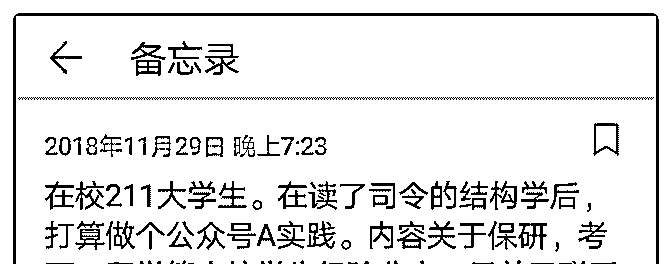 备忘录
2018年11月29日 晚上7:23
在校211大学生。在读了司令的结构学后，
打算做个公众号A实践。内容关于保研，考